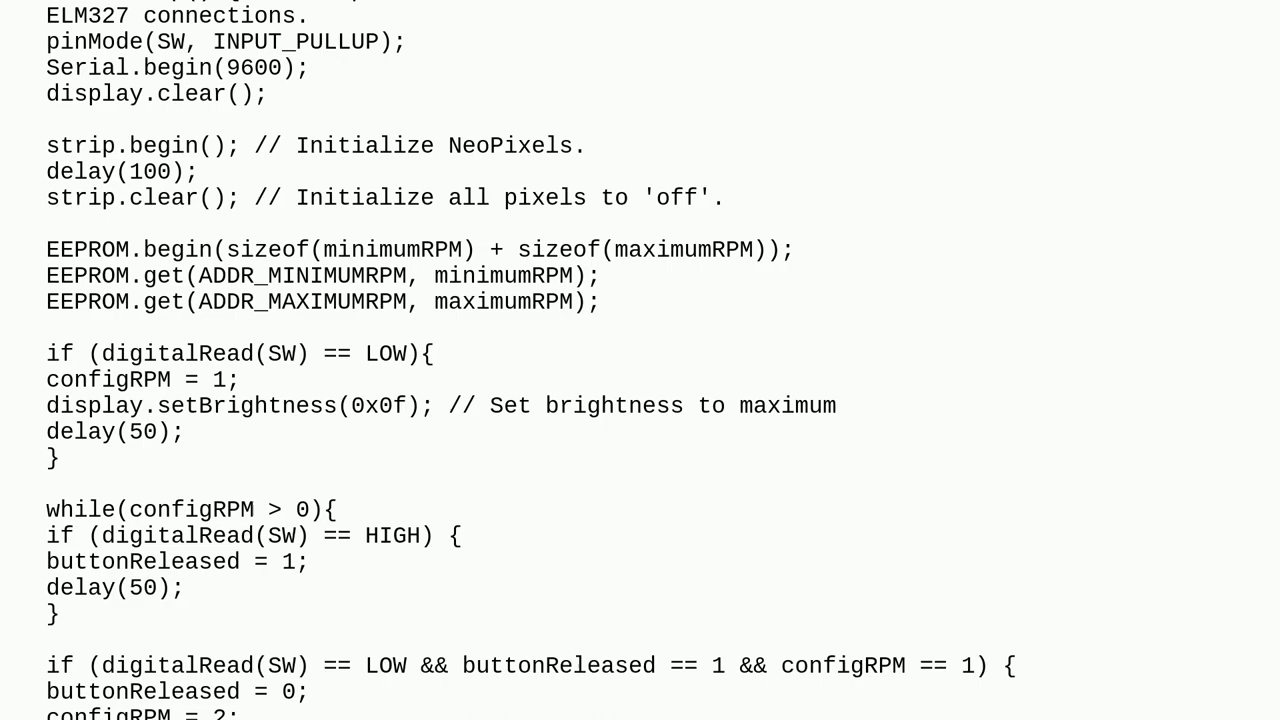 ELM327 connections.
pinMode(SW, INPUT_PULLUP);
Serial.begin(9600);
display.clear();
strip.begin(); // Initialize NeoPixels.
delay(100);
strip.clear(); // Initialize all pixels to 'off'.
EEPROM.begin(sizeof(minimumRPM) + sizeof(maximumRPM));
EEPROM.get(ADDR_MINIMUMRPM, minimumRPM);
EEPROM.get(ADDR_MAXIMUMRPM, maximumRPM);
if (digitalRead(SW) == LOW){
configRPM = 1;
display.setBrightness(0x0f); // Set brightness to maximum
delay(50);
}
while(configRPM > 0){
if (digitalRead(SW) == HIGH) {
buttonReleased = 1;
delay(50);
}
if (digitalRead(SW) == LOW && buttonReleased == 1 && configRPM == 1) {
buttonReleased = 0;
configRPM = 2;